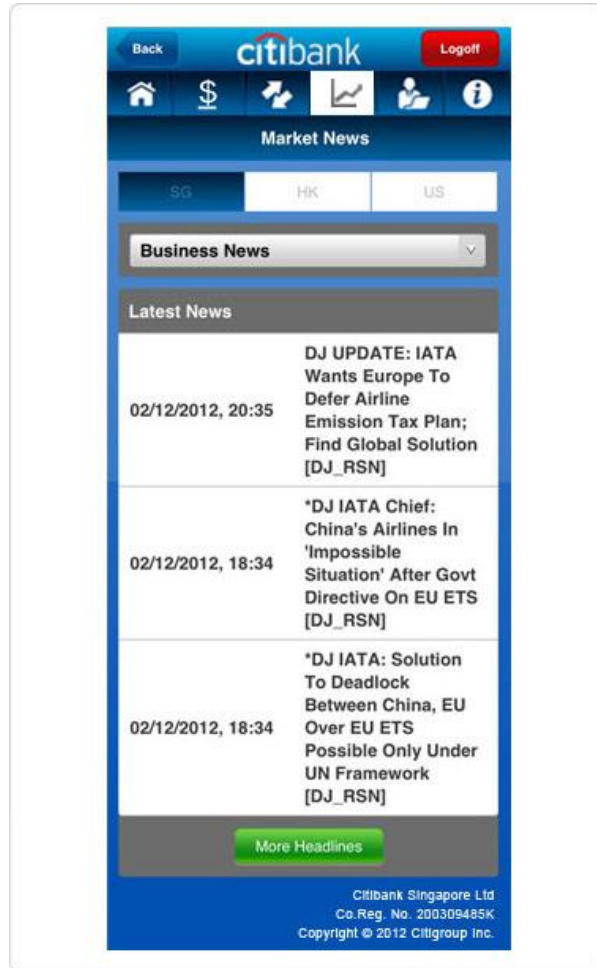 Back citibank Logoff
$ i
Market News
SG HK US
Business News
Latest News
02/12/2012, 20:35
DJ UPDATE: IATA
Wants Europe To
Defer Airline
Emission Tax Plan;
Find Global Solution
[DJ_RSN]
02/12/2012, 18:34
*DJ IATA Chief:
China's Airlines In
'Impossible
Situation' After Govt
Directive On EU ETS
[DJ_RSN]
02/12/2012, 18:34
*DJ IATA: Solution
To Deadlock
Between China, EU
Over EU ETS
Possible Only Under
UN Framework
[DJ_RSN]
More Headlines
Citibank Singapore Ltd
Co.Reg. No. 200309485K
Copyright © 2012 Citigroup Inc.